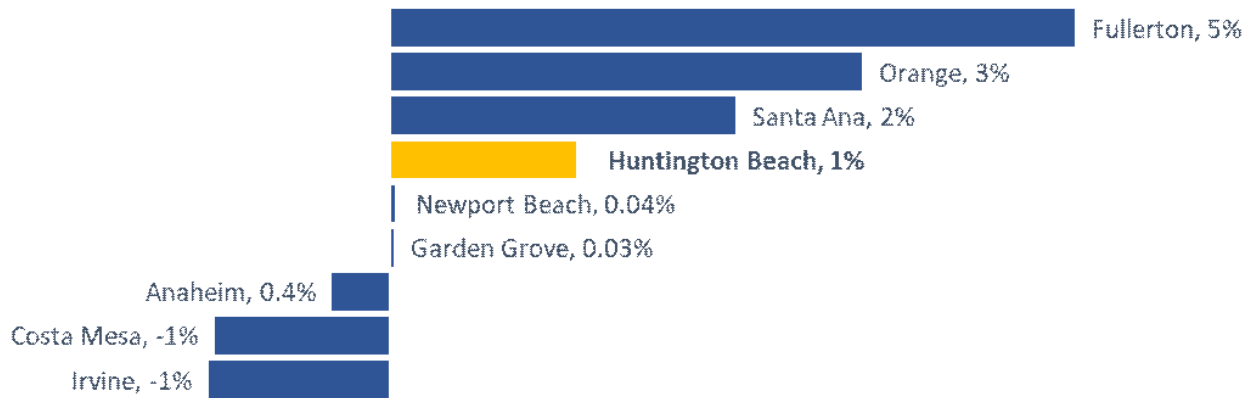 Fullerton, 5%
Orange, 3%
Santa Ana, 2%
Huntington Beach, 1%
Newport Beach, 0.04%
Garden Grove, 0.03%
Anaheim, 0.4%
Costa Mesa, -1%
Irvine, -1%